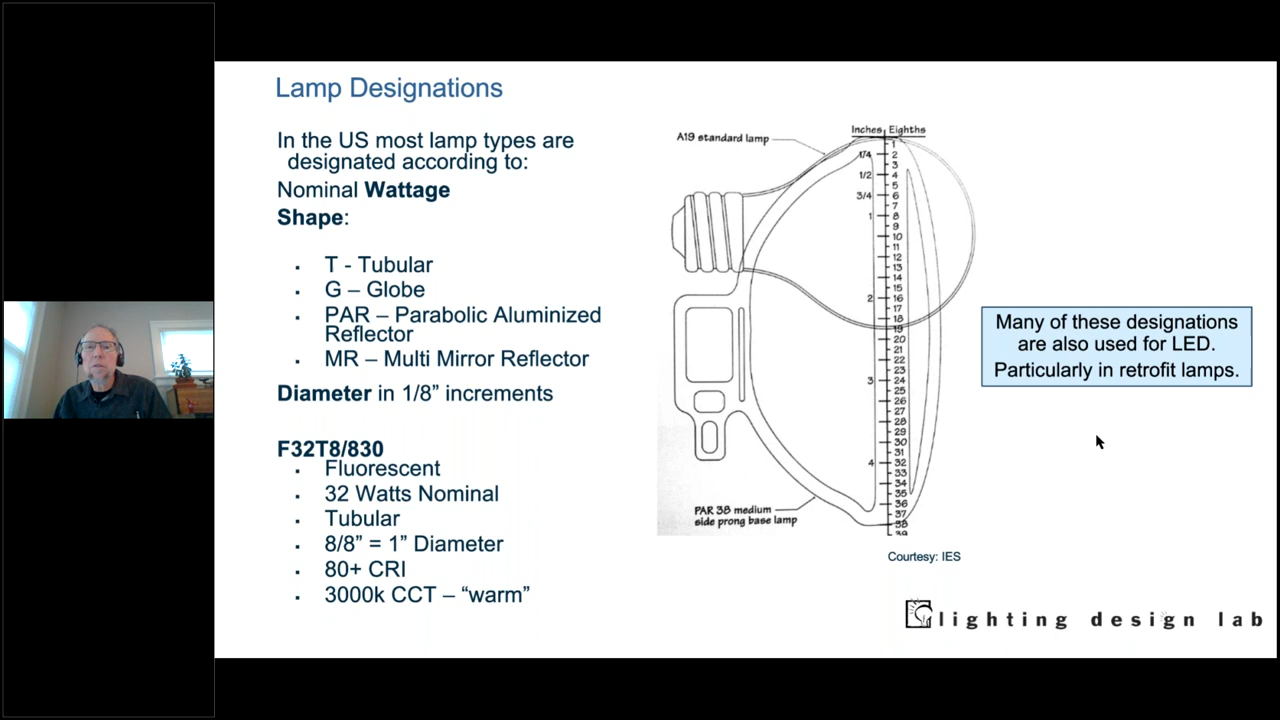 Lamp Designations
In the US most lamp types are
designated according to:
Nominal Wattage
Shape:
▪ T - Tubular
▪ G – Globe
▪ PAR – Parabolic Aluminized
Reflector
▪ MR – Multi Mirror Reflector
Diameter in 1/8” increments
F32T8/830
▪ Fluorescent
▪ 32 Watts Nominal
▪ Tubular
▪ 8/8” = 1” Diameter
▪ 80+ CRI
▪ 3000k CCT – “warm”
A19 standard lamp
Inches Eighths
1
1/4 2
3
1/2 4
5
3/4 6
7
1 8
9
10
11
12
13
14
15
2 16
17
18
19
20
21
22
23
3 24
25
26
27
28
29
30
31
4 32
33
34
35
36
37
38
39
PAR 38 medium
side prong base lamp
Courtesy: IES
Many of these designations
are also used for LED.
Particularly in retrofit lamps.
lighting design lab